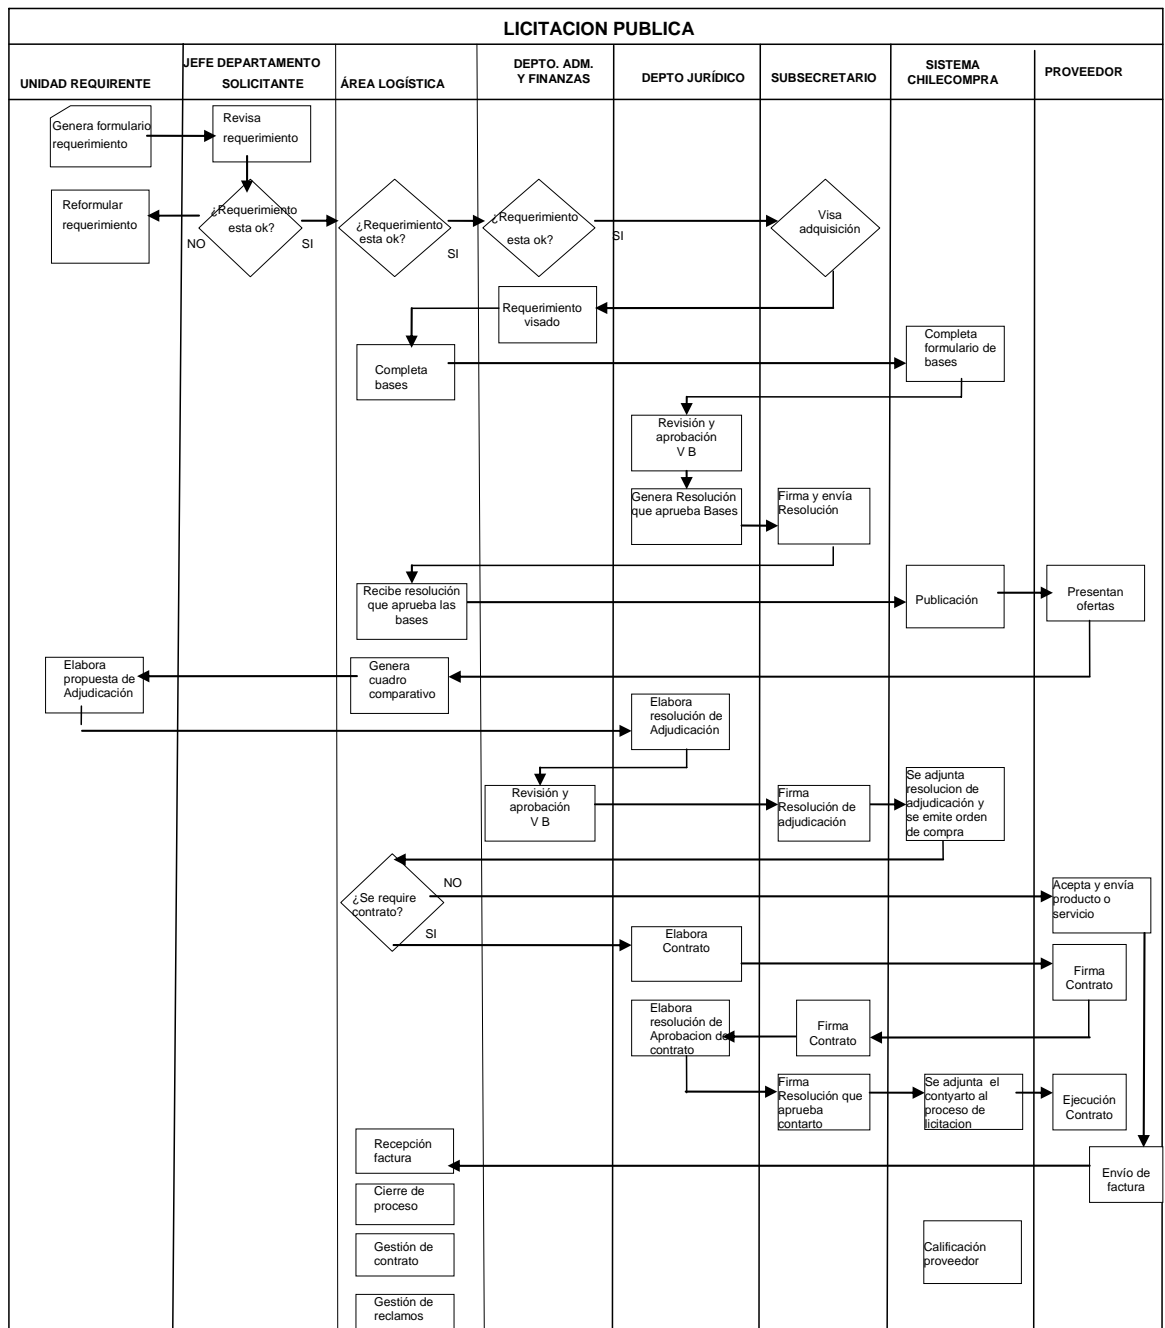 LICITACION PUBLICA
UNIDAD REQUIRENTE
JEFE DEPARTAMENTO
SOLICITANTE
ÁREA LOGÍSTICA
DEPTO. ADM.
Y FINANZAS
DEPTO JURÍDICO
SUBSECRETARIO
SISTEMA
CHILECOMPRA
PROVEEDOR
Genera formulario
requerimiento
Revisa
requerimiento
Reformular
requerimiento
¿Requerimiento
esta ok?
NO
SI
¿Requerimiento
esta ok?
SI
¿Requerimiento
esta ok?
SI
Visa
adquisición
Requerimiento
visado
Completa
bases
Completa
formulario de
bases
Revisión y
aprobación
V B
Genera Resolución
que aprueba Bases
Firma y envía
Resolución
Recibe resolución
que aprueba las
bases
Publicación
Presentan
ofertas
Elabora
propuesta de
Adjudicación
Genera
cuadro
comparativo
Elabora
resolución de
Adjudicación
Revisión y
aprobación
V B
Firma
Resolución de
adjudicación
Se adjunta
resolucion de
adjudicación y
se emite orden
de compra
¿Se require
contrato?
NO
SI
Acepta y envía
producto o
servicio
Elabora
Contrato
Firma
Contrato
Elabora
resolución de
Aprobacion de
contrato
Firma
Contrato
Firma
Resolución que
aprueba
contarto
Se adjunta el
contyarto al
proceso de
licitacion
Ejecución
Contrato
Recepción
factura
Envío de
factura
Cierre de
proceso
Gestión de
contrato
Calificación
proveedor
Gestión de
reclamos